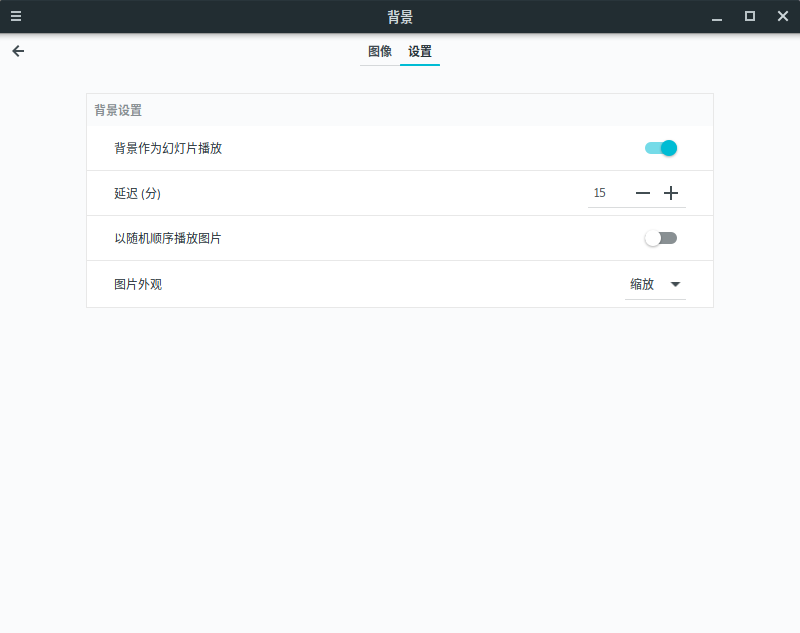 背景
图像 设置
背景设置
背景作为幻灯片播放
延迟 (分) 15
以随机顺序播放图片
图片外观 缩放